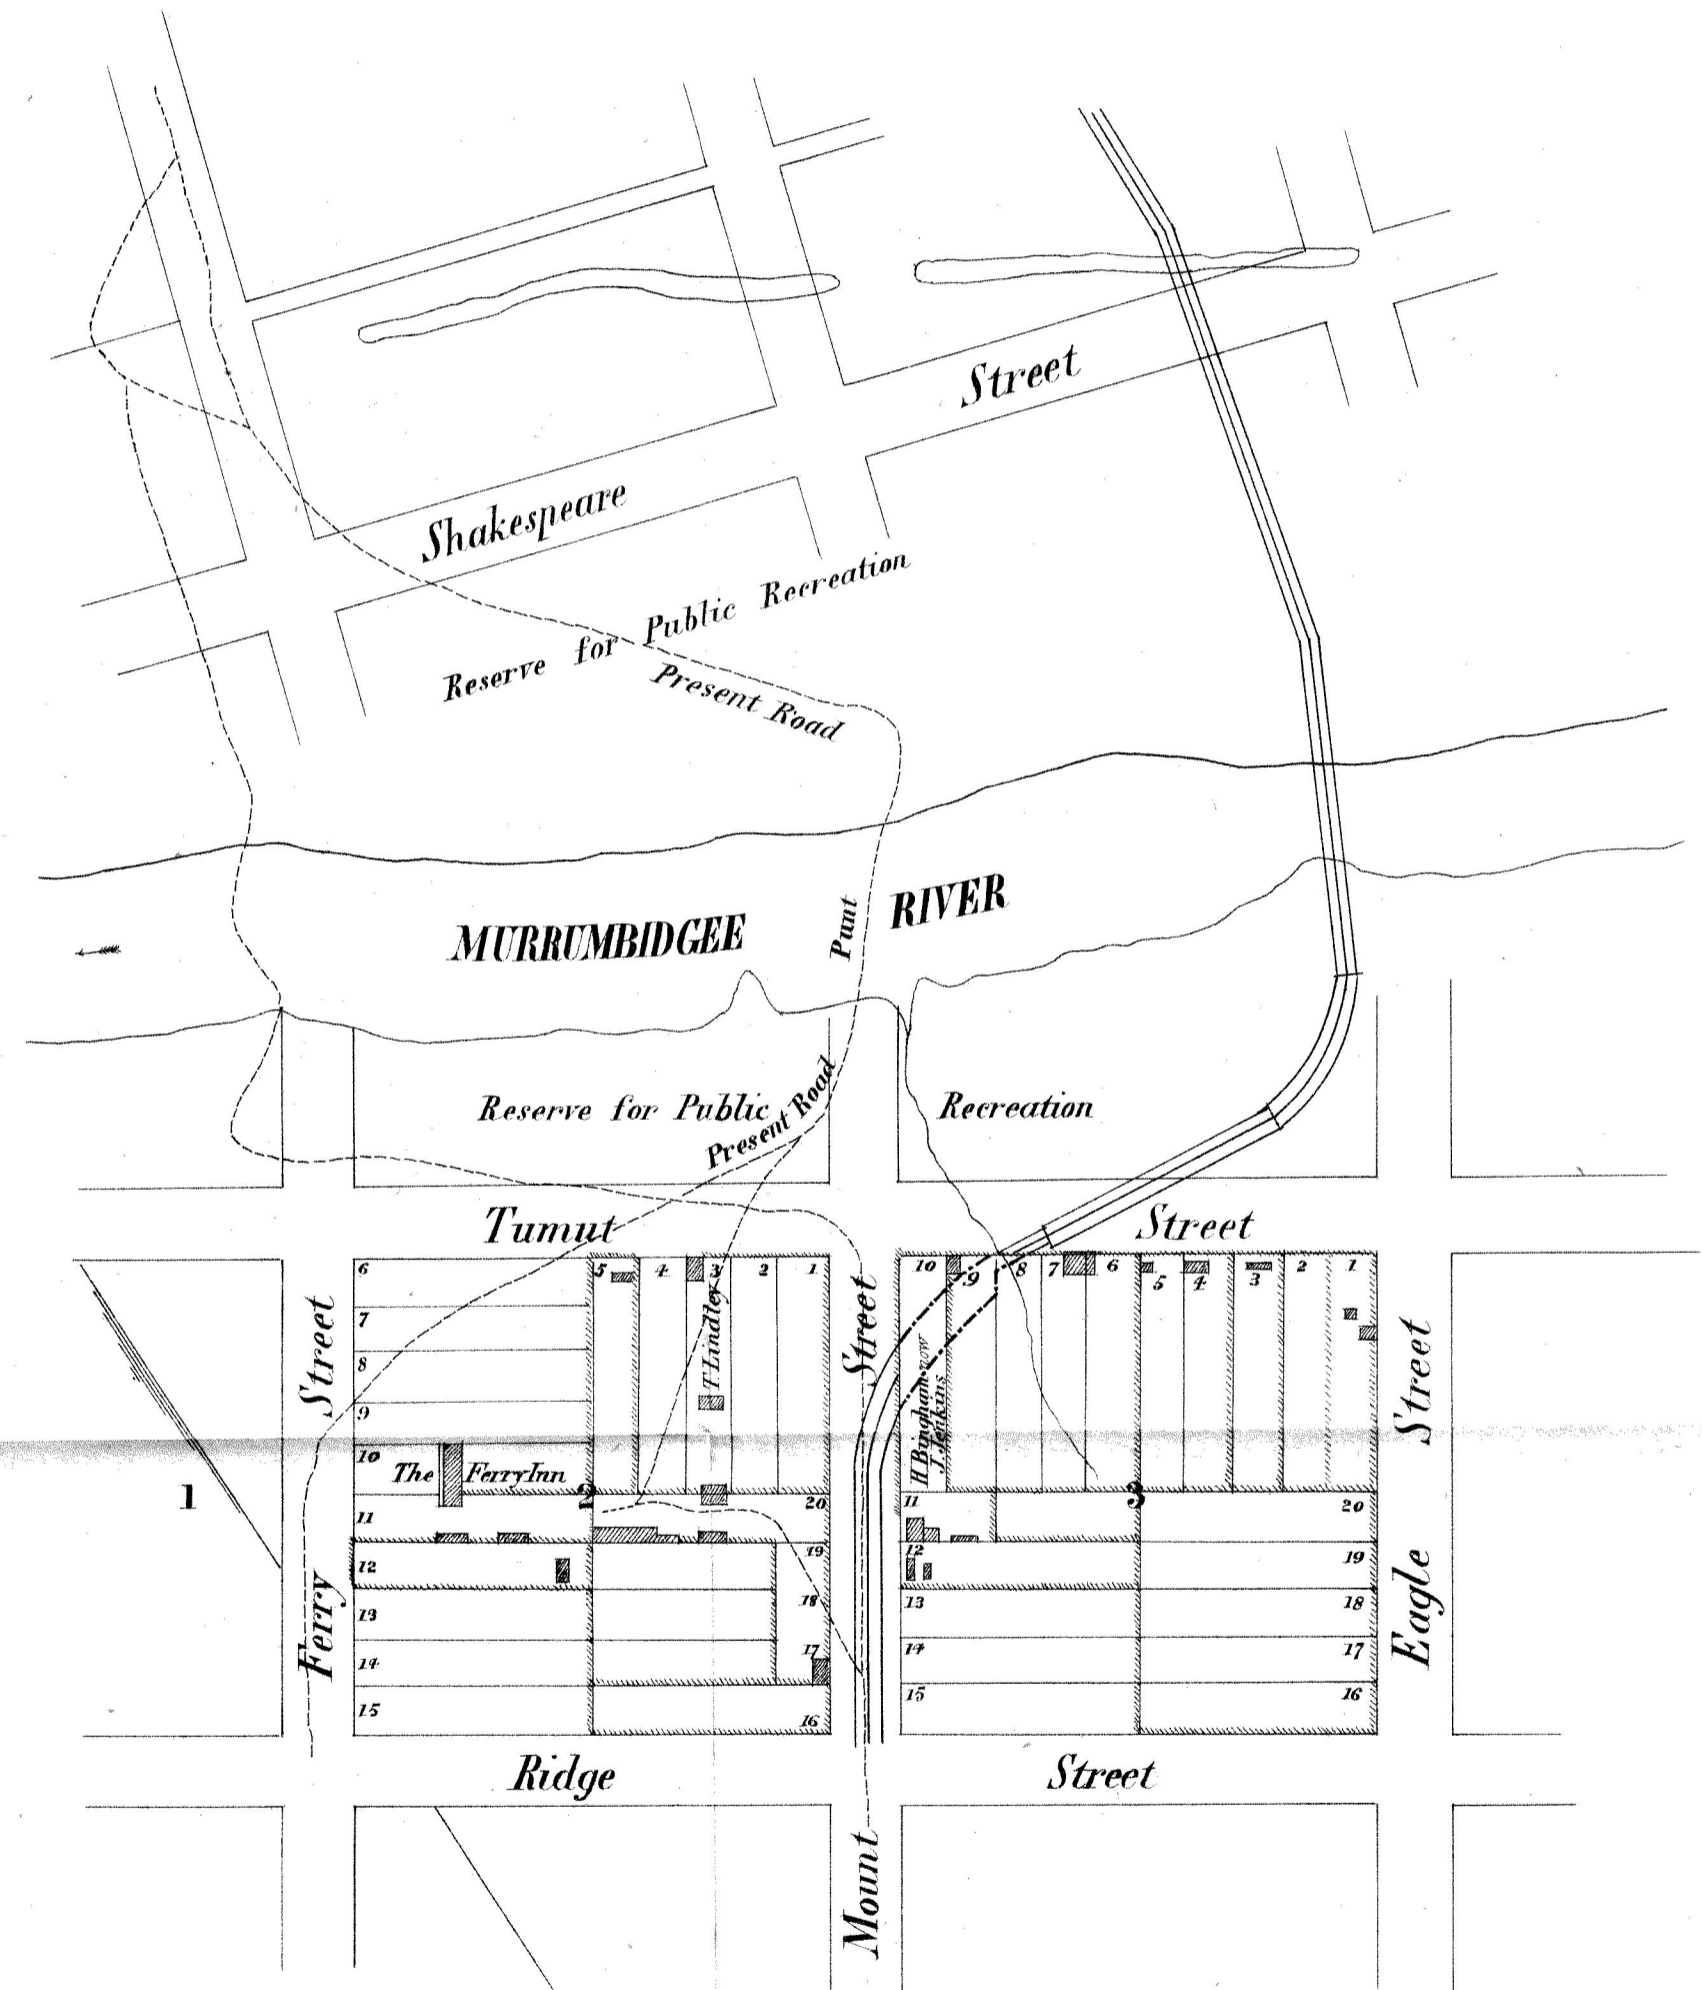 Street
Shakespeare
Reserve for Public Recreation
Present Road
MURRUMBIDGEE RIVER
Punt
Reserve for Public Recreation
Present Road
Tumut Street
6 5 4 3 2 1
10 9 8 7 6 5 4 3 2 1
7
8
9
10
11
12
13
14
15
T Lindley
The Ferry Inn
1
2
3
20
19
18
17
16
H Bingham now
J. Jenkins
11
12
13
14
15
20
19
18
17
16
Ferry Street
Mount Street
Eagle Street
Ridge Street